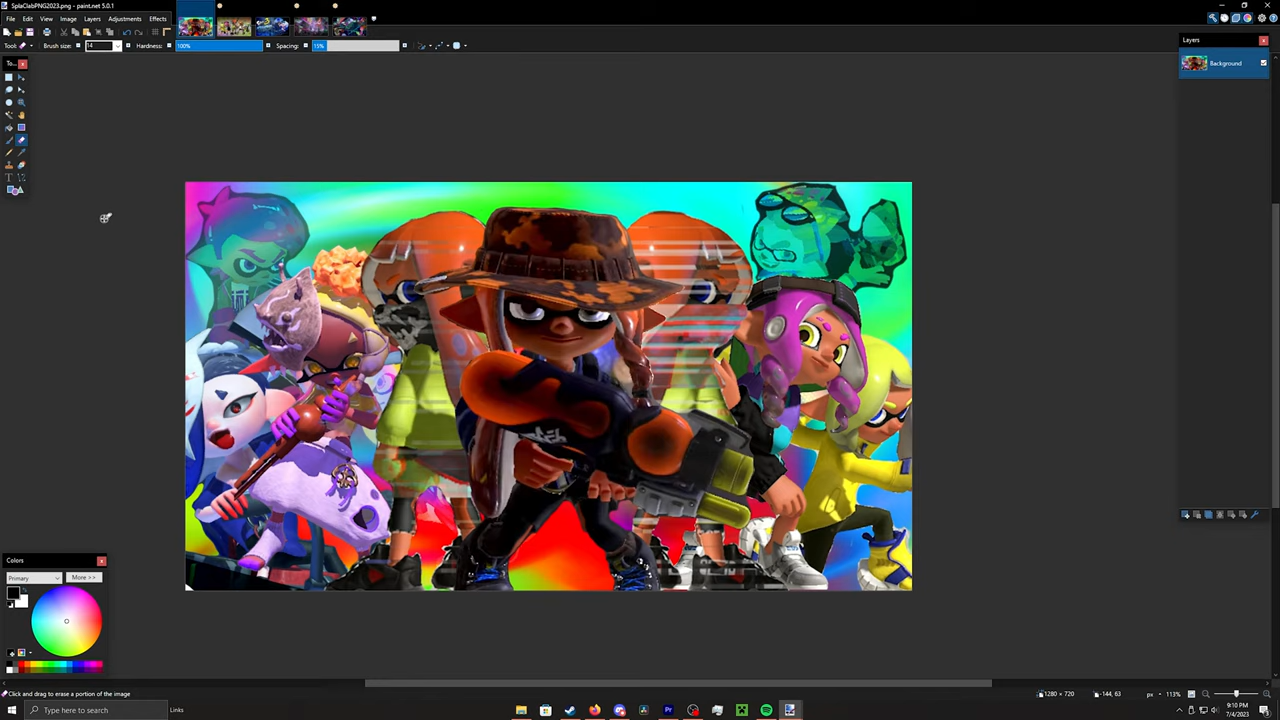 SplaClabPNG2023.png - paint.net 5.0.1
File Edit View Image Layers Adjustments Effects
Tool: Brush size: 14 Hardness: 100% Spacing: 15%
To...
Layers
Background
Colors
Primary More >>
Click and drag to erase a portion of the image
1280 x 720 -144, 63 px 113%
Type here to search
Links
9:10 PM
7/4/2023